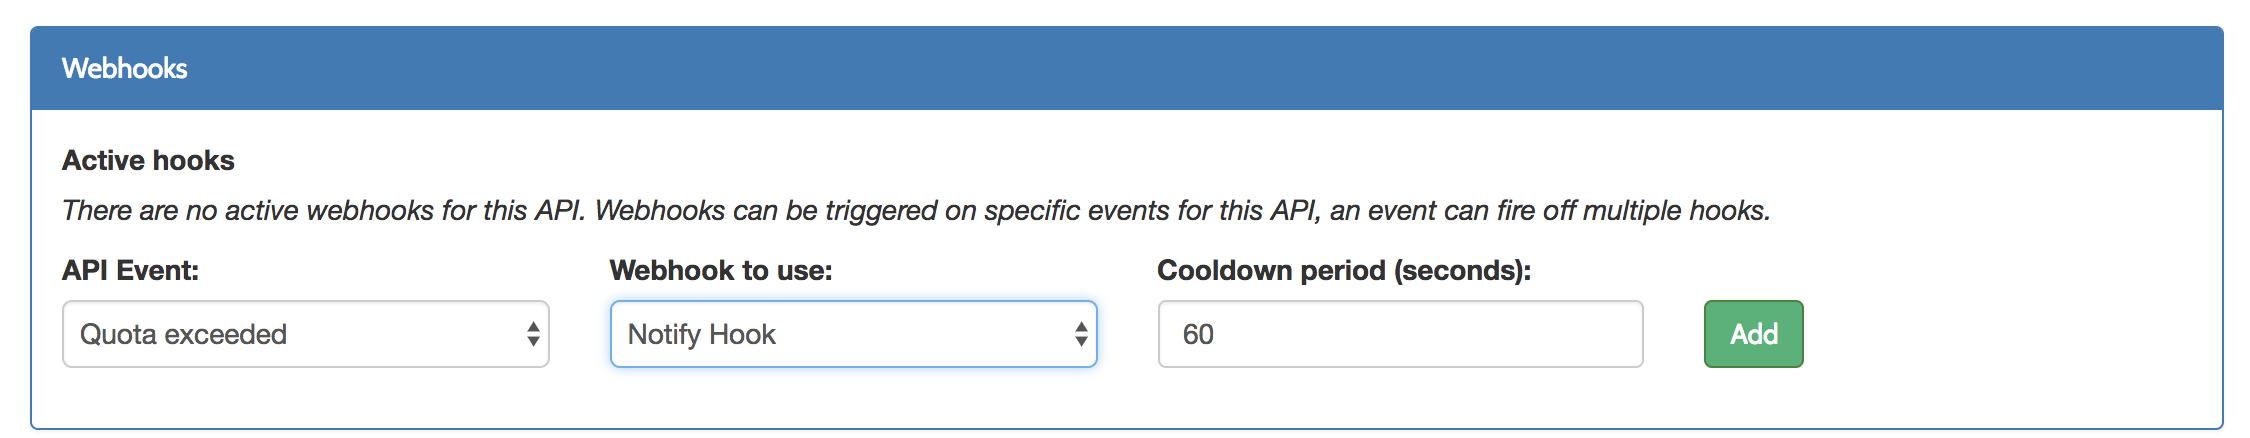 Webhooks
Active hooks
There are no active webhooks for this API. Webhooks can be triggered on specific events for this API, an event can fire off multiple hooks.
API Event: Webhook to use: Cooldown period (seconds):
Quota exceeded Notify Hook 60 Add